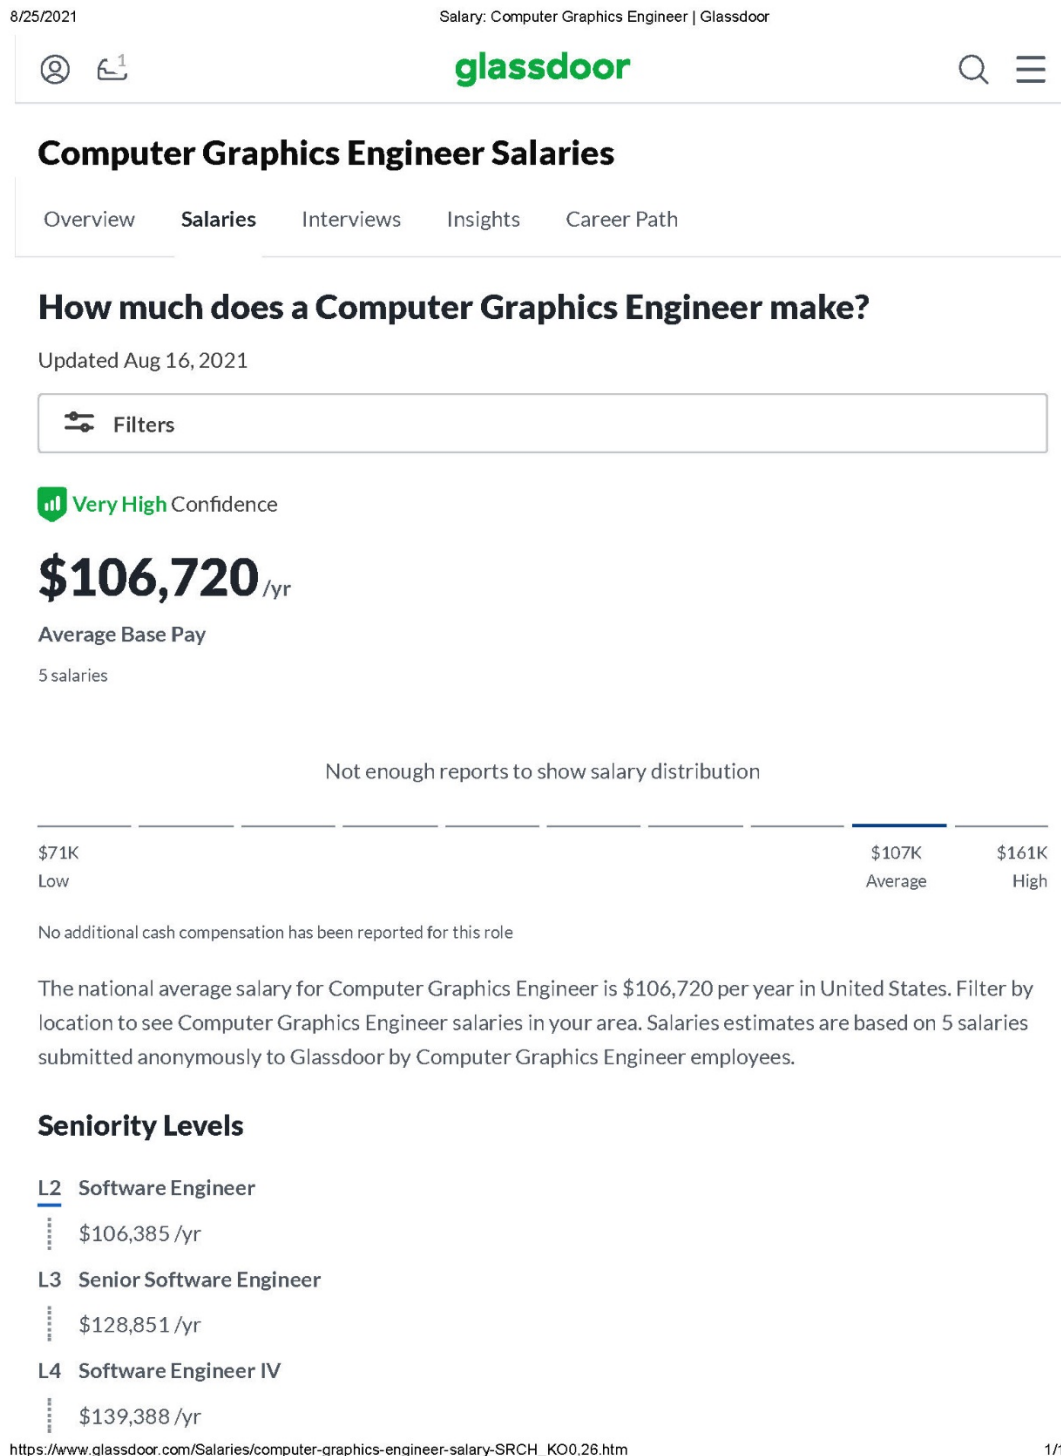 8/25/2021 Salary: Computer Graphics Engineer | Glassdoor
1 glassdoor
Computer Graphics Engineer Salaries
Overview Salaries Interviews Insights Career Path
How much does a Computer Graphics Engineer make?
Updated Aug 16, 2021
Filters
Very High Confidence
$106,720 /yr
Average Base Pay
5 salaries
Not enough reports to show salary distribution
$71K $107K $161K
Low Average High
No additional cash compensation has been reported for this role
The national average salary for Computer Graphics Engineer is $106,720 per year in United States. Filter by
location to see Computer Graphics Engineer salaries in your area. Salaries estimates are based on 5 salaries
submitted anonymously to Glassdoor by Computer Graphics Engineer employees.
Seniority Levels
L2 Software Engineer
$106,385 /yr
L3 Senior Software Engineer
$128,851 /yr
L4 Software Engineer IV
$139,388 /yr
https://www.glassdoor.com/Salaries/computer-graphics-engineer-salary-SRCH_KO0,26.htm